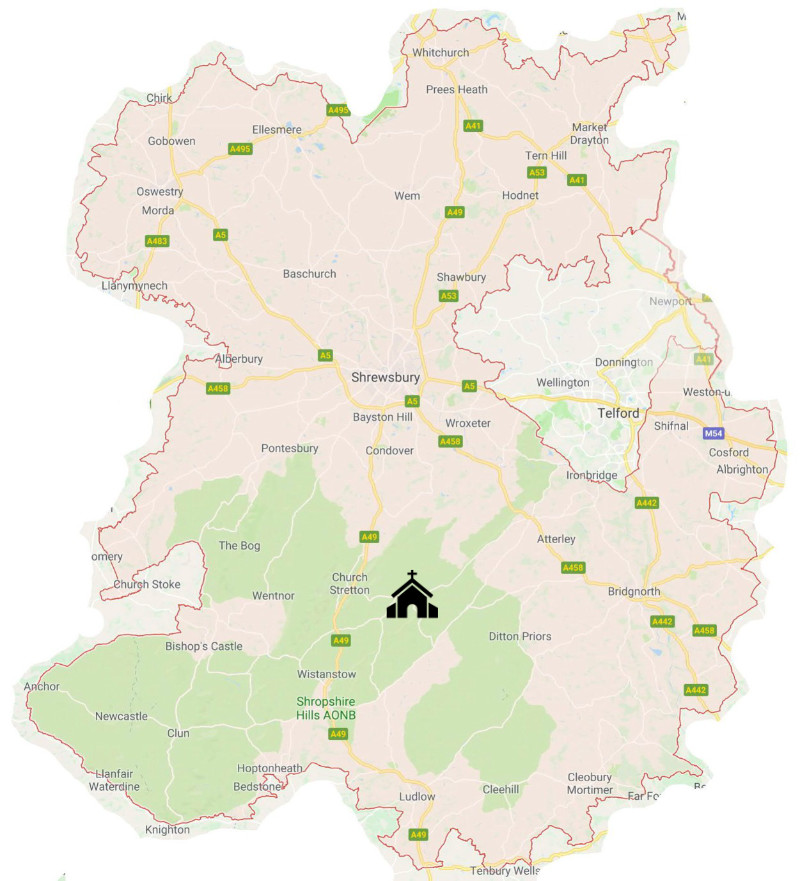 M
Whitchurch
Prees Heath
Chirk
A495
A41
Ellesmere
Market
Drayton
Gobowen
A495
Tern Hill
A53
A41
Oswestry
Wem
Hodnet
Morda
A49
A5
A483
Baschurch
Shawbury
Llanymynech
A53
Newport
A5
Alberbury
Donnington
A41
Shrewsbury
Wellington
A458
A5
Weston-u
A5
Bayston Hill
Telford
Wroxeter
Shifnal
M54
A458
Pontesbury
Condover
Cosford
Albrighton
Ironbridge
A442
A49
Atterley
The Bog
omery
A458
Church Stoke
Church
Stretton
Wentnor
Bridgnorth
A442
A458
Ditton Priors
A49
Bishop's Castle
Wistanstow
Anchor
A442
Shropshire
Hills AONB
Newcastle
Clun
A49
Hoptonheath
Llanfair
Waterdine
Bedstone
Cleobury
Mortimer
Cleehill
Ludlow
Far Fo
Knighton
A49
Tenbury Wells